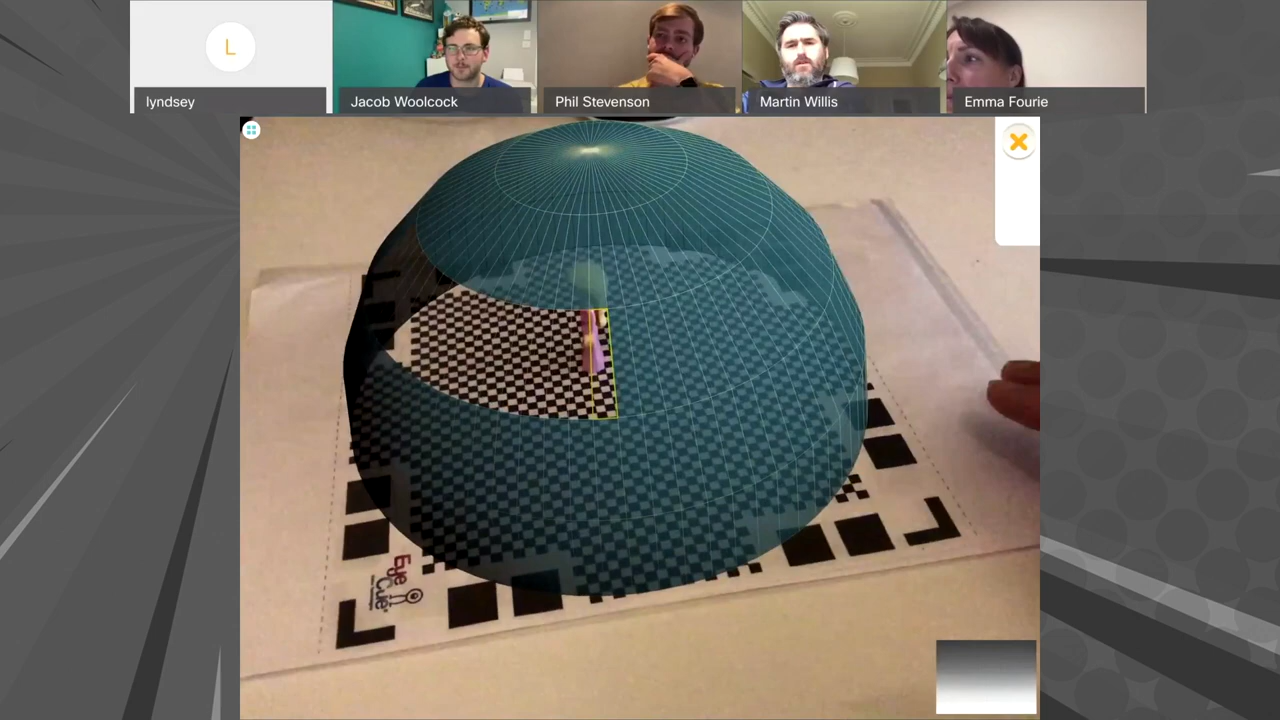 L
lyndsey
Jacob Woolcock
Phil Stevenson
Martin Willis
Emma Fourie
Eye
Cue